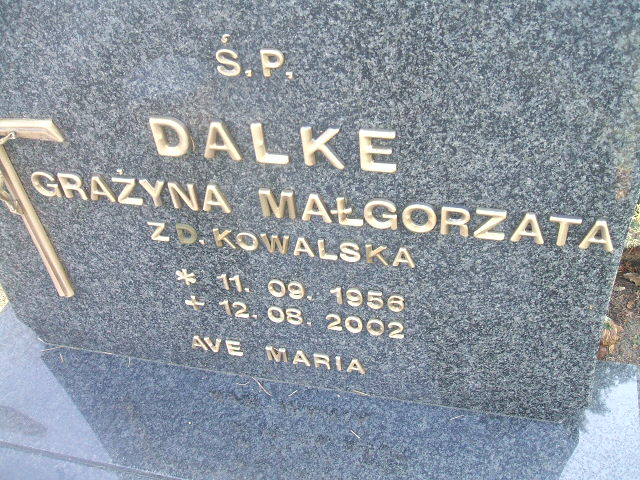 Ś.P.
DALKE
GRAŻYNA MAŁGORZATA
ZD. KOWALSKA
* 11. 09. 1956
+ 12. 08. 2002
AVE MARIA